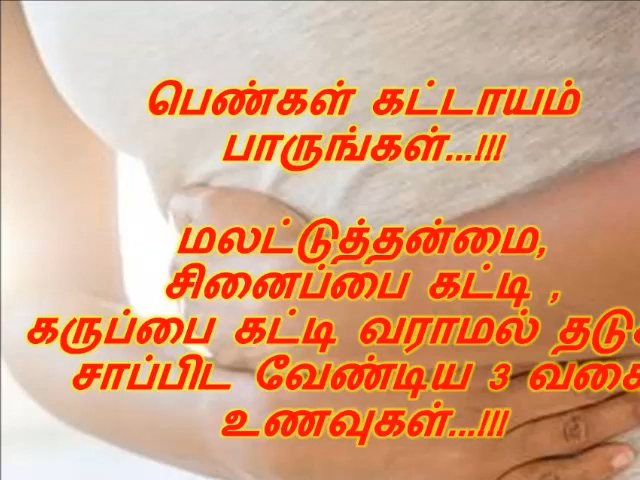 பெண்கள் கட்டாயம்
பாருங்கள்...!!!
மலட்டுத்தன்மை,
சினைப்பை கட்டி ,
கருப்பை கட்டி வராமல்
சாப்பிட வேண்டிய 3
உணவுகள்...!!!